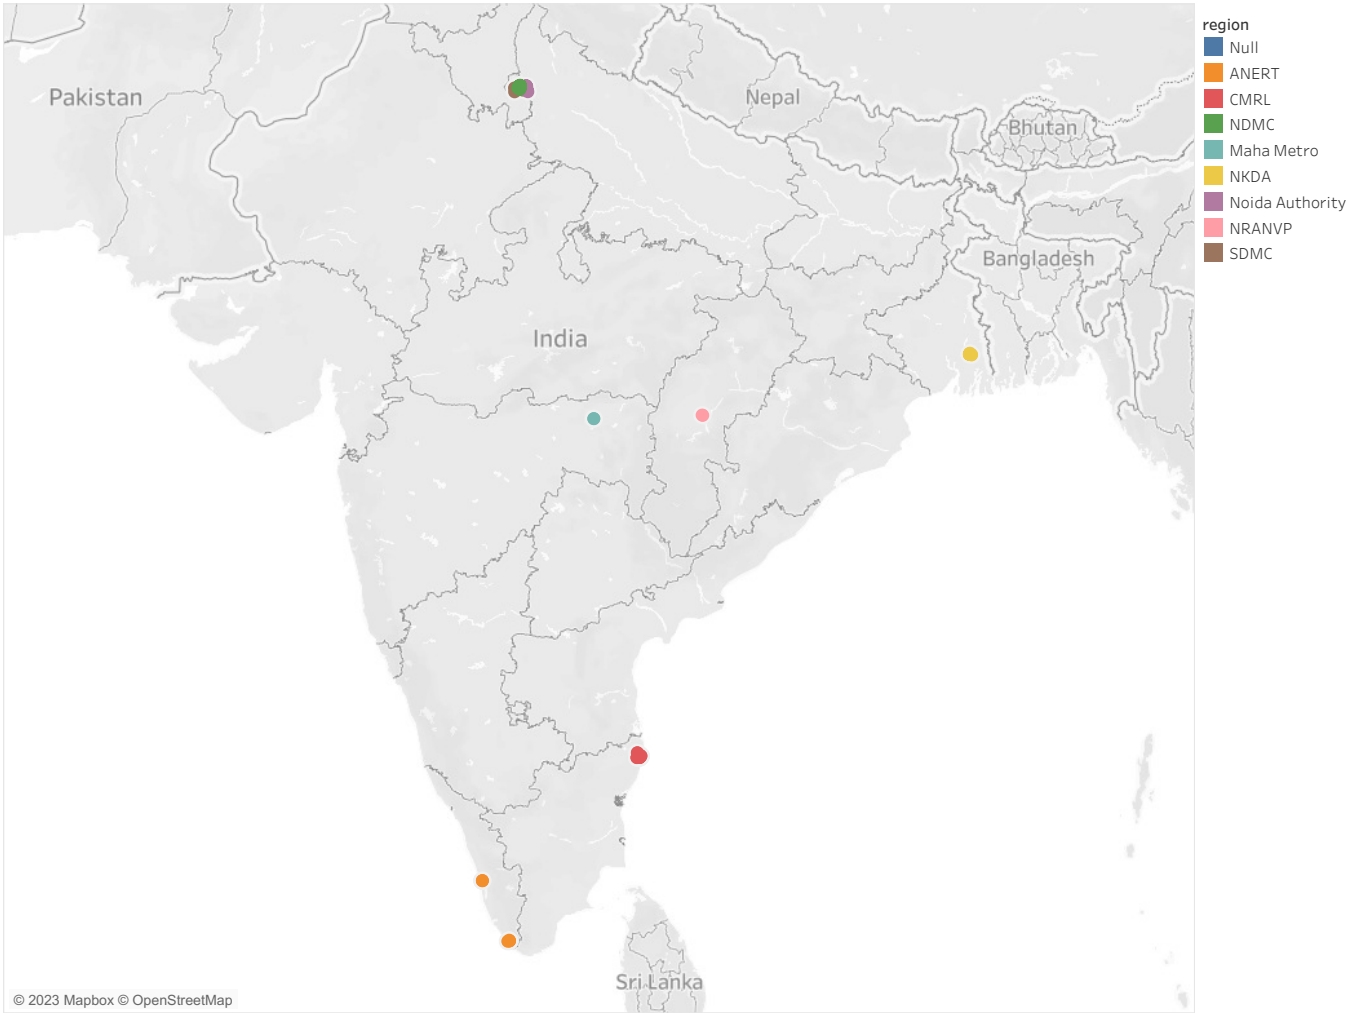 region
Null
ANERT
CMRL
NDMC
Maha Metro
NKDA
Noida Authority
NRANVP
SDMC
Pakistan
Nepal
Bhutan
Bangladesh
India
Sri Lanka
© 2023 Mapbox © OpenStreetMap